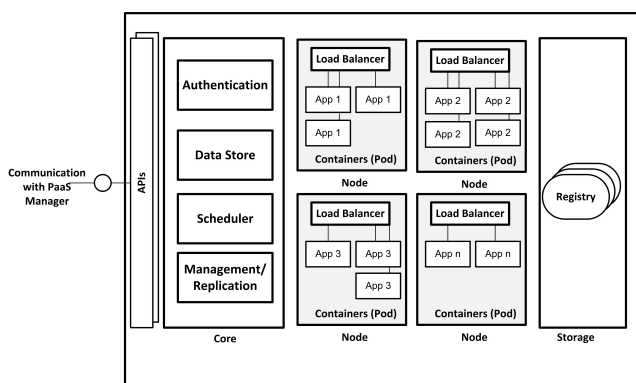 Communication
with PaaS
Manager
APIs
Authentication
Data Store
Scheduler
Management/
Replication
Core
Load Balancer
App 1
App 1
App 1
Containers (Pod)
Node
Load Balancer
App 2
App 2
App 2
App 2
Containers (Pod)
Node
Load Balancer
App 3
App 3
App 3
Containers (Pod)
Node
Load Balancer
App n
App n
Containers (Pod)
Node
Registry
Storage